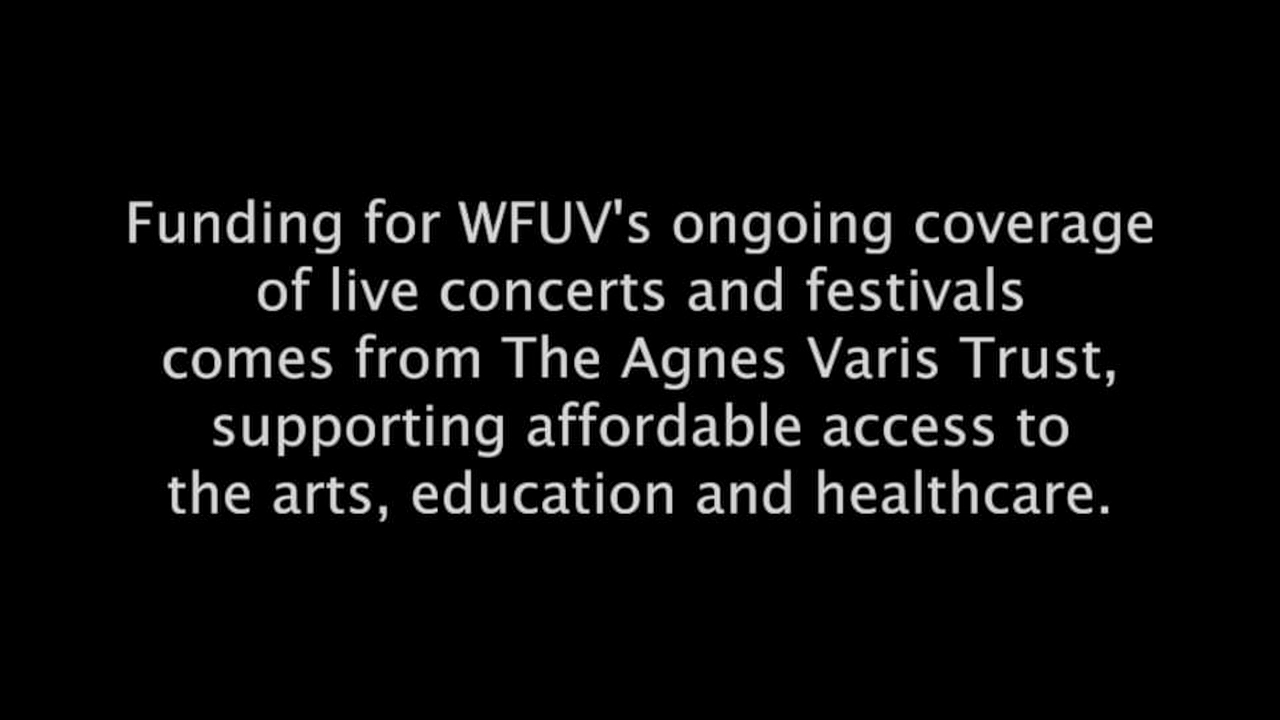 Funding for WFUV's ongoing coverage
of live concerts and festivals
comes from The Agnes Varis Trust,
supporting affordable access to
the arts, education and healthcare.